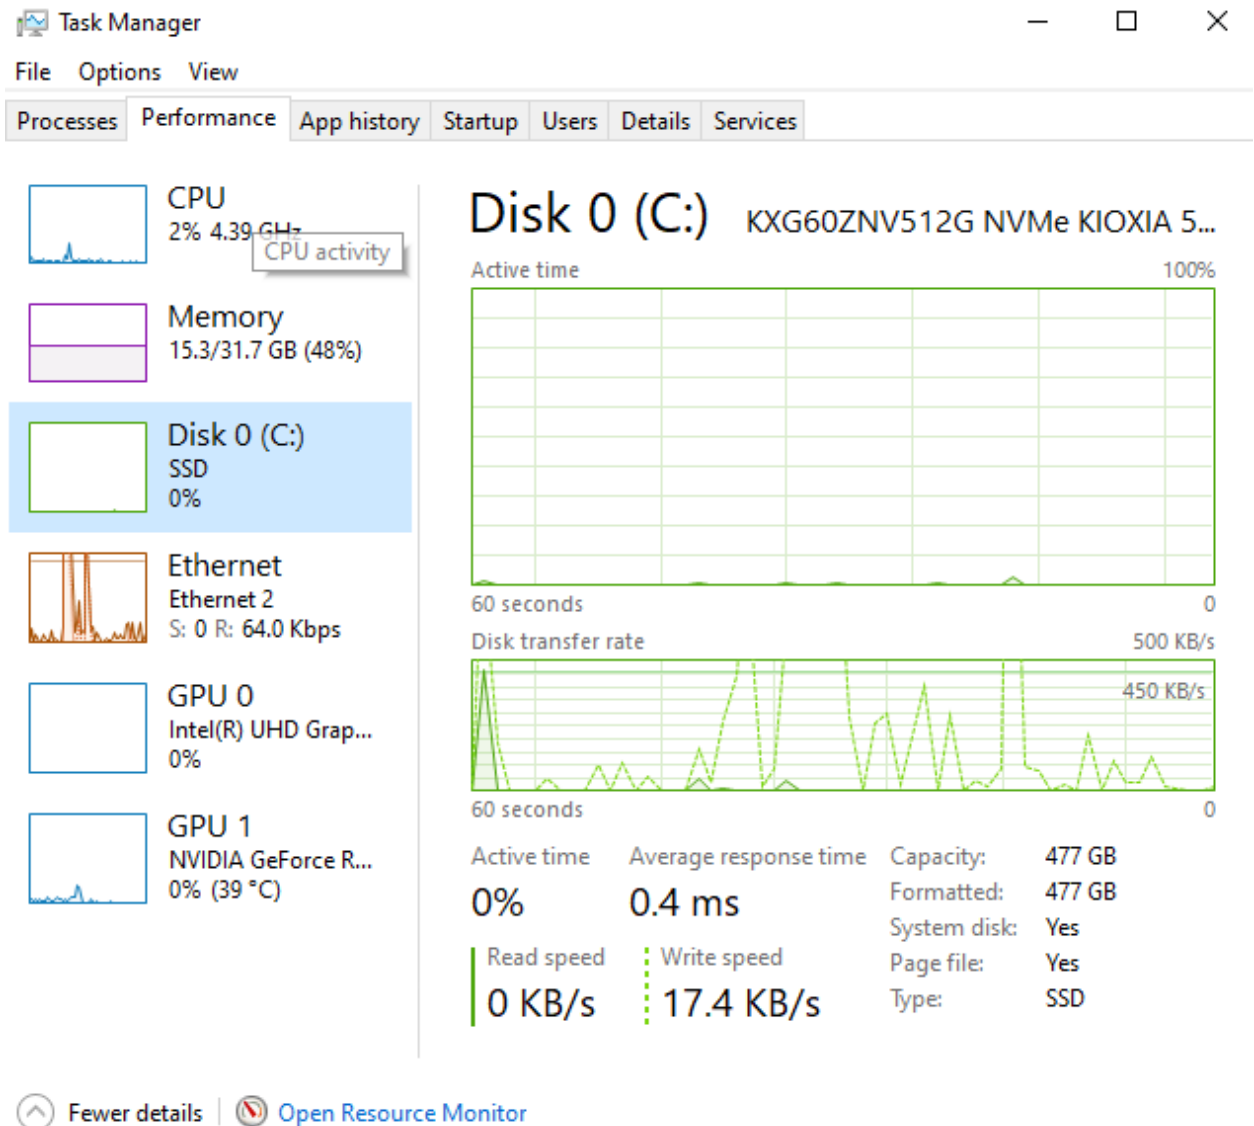 Task Manager
File Options View
Processes Performance App history Startup Users Details Services
CPU
2% 4.39 GHz
CPU activity
Memory
15.3/31.7 GB (48%)
Disk 0 (C:)
SSD
0%
Ethernet
Ethernet 2
S: 0 R: 64.0 Kbps
GPU 0
Intel(R) UHD Grap...
0%
GPU 1
NVIDIA GeForce R...
0% (39 °C)
Disk 0 (C:) KXG60ZNV512G NVMe KIOXIA 5...
Active time 100%
60 seconds 0
Disk transfer rate 500 KB/s
450 KB/s
60 seconds 0
Active time Average response time
0% 0.4 ms
Read speed Write speed
0 KB/s 17.4 KB/s
Capacity: 477 GB
Formatted: 477 GB
System disk: Yes
Page file: Yes
Type: SSD
Fewer details Open Resource Monitor